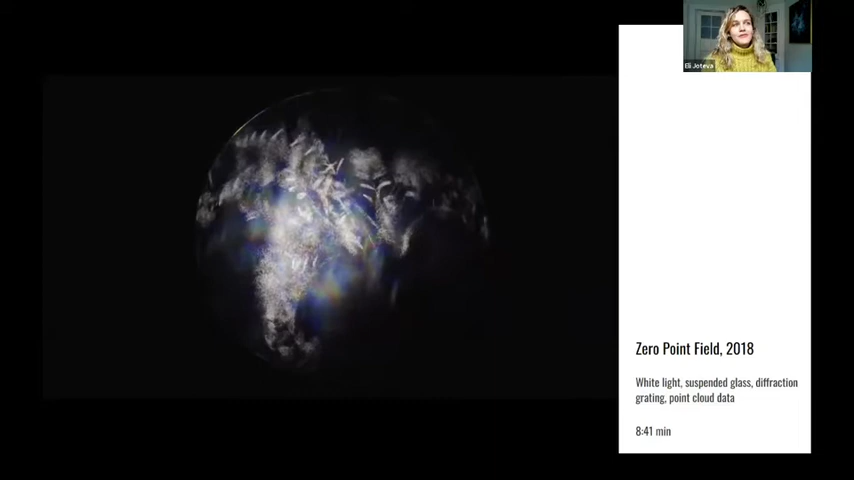 Eli Joteva
Zero Point Field, 2018
White light, suspended glass, diffraction
grating, point cloud data
8:41 min